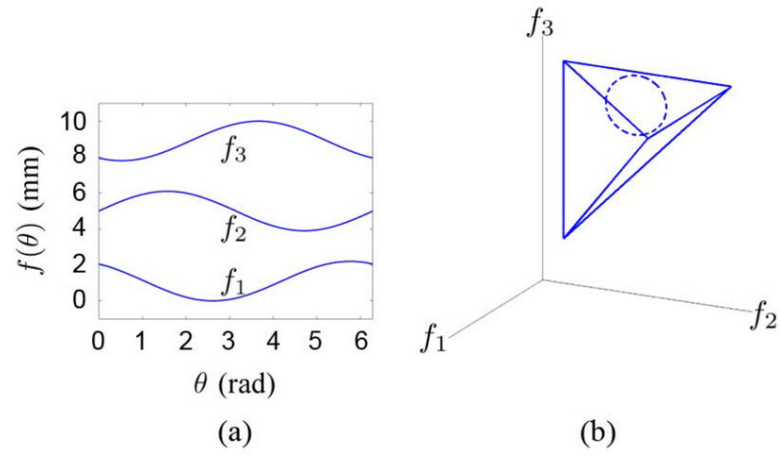 f(θ) (mm)
10
8
6
4
2
0
f3
f2
f1
0 1 2 3 4 5 6
θ (rad)
(a)
f3
f1
f2
(b)